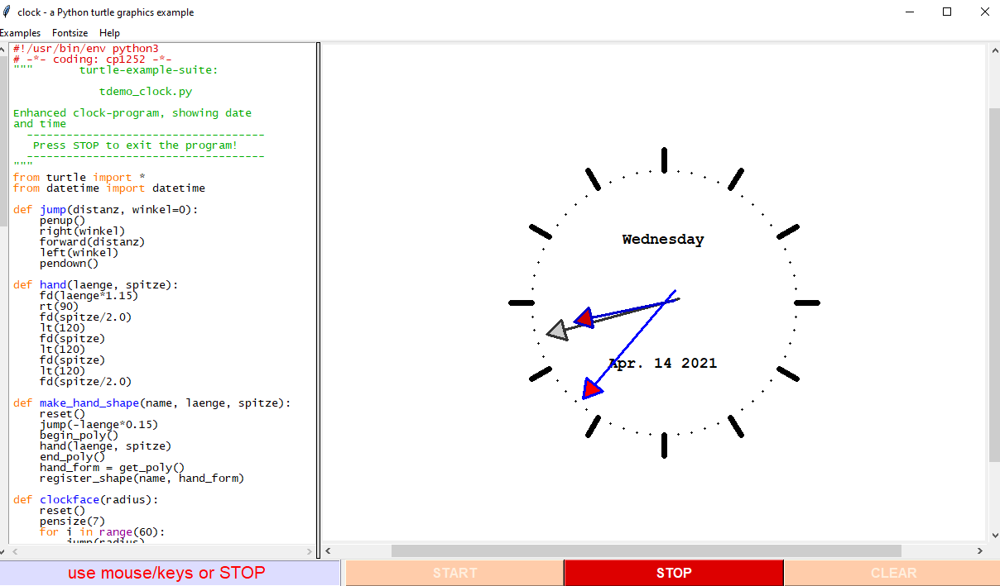 clock - a Python turtle graphics example
Examples Fontsize Help
#!/usr/bin/env python3
# -*- coding: cp1252 -*-
"""       turtle-example-suite:
tdemo_clock.py
Enhanced clock-program, showing date
and time
------------------------------------
Press STOP to exit the program!
------------------------------------
"""
from turtle import *
from datetime import datetime
def jump(distanz, winkel=0):
    penup()
    right(winkel)
    forward(distanz)
    left(winkel)
    pendown()
def hand(laenge, spitze):
    fd(laenge*1.15)
    rt(90)
    fd(spitze/2.0)
    lt(120)
    fd(spitze)
    lt(120)
    fd(spitze)
    lt(120)
    fd(spitze/2.0)
def make_hand_shape(name, laenge, spitze):
    reset()
    jump(-laenge*0.15)
    begin_poly()
    hand(laenge, spitze)
    end_poly()
    hand_form = get_poly()
    register_shape(name, hand_form)
def clockface(radius):
    reset()
    pensize(7)
    for i in range(60):
        jump(radius)
Wednesday
Apr. 14 2021
use mouse/keys or STOP
START
STOP
CLEAR